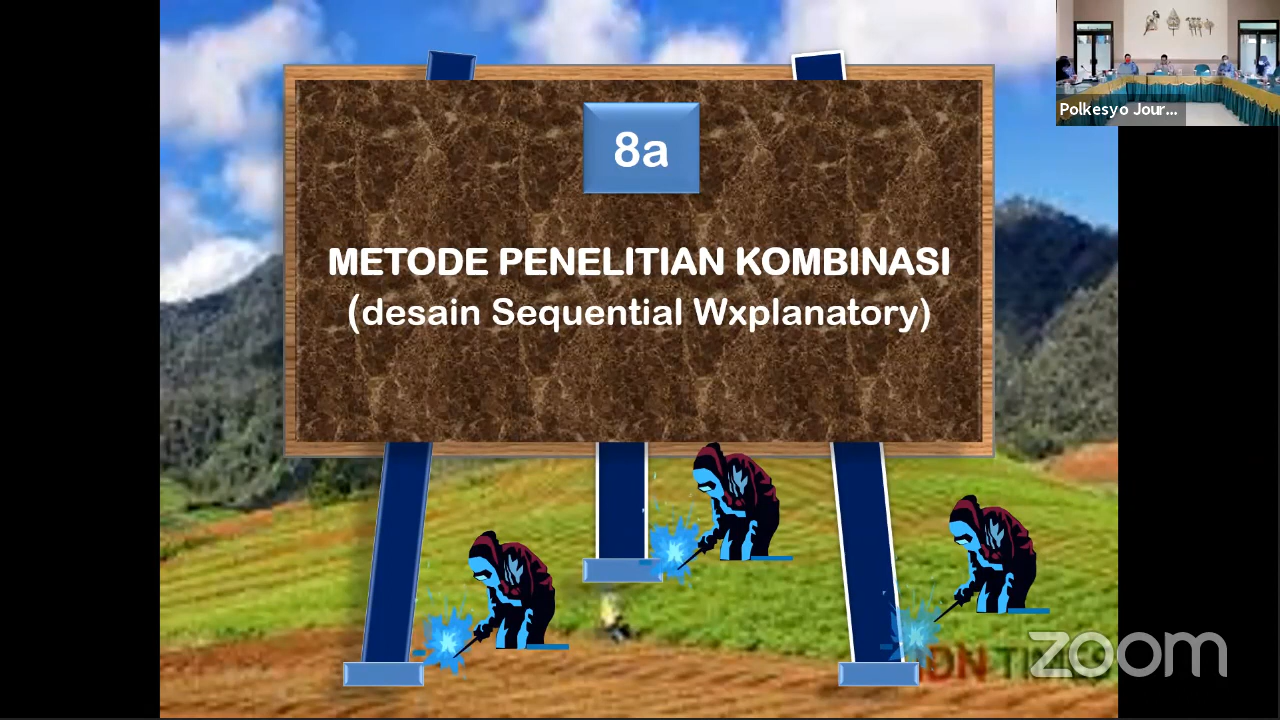 Polkesyo Jour...
8a
METODE PENELITIAN KOMBINASI
(desain Sequential Wxplanatory)
zoom